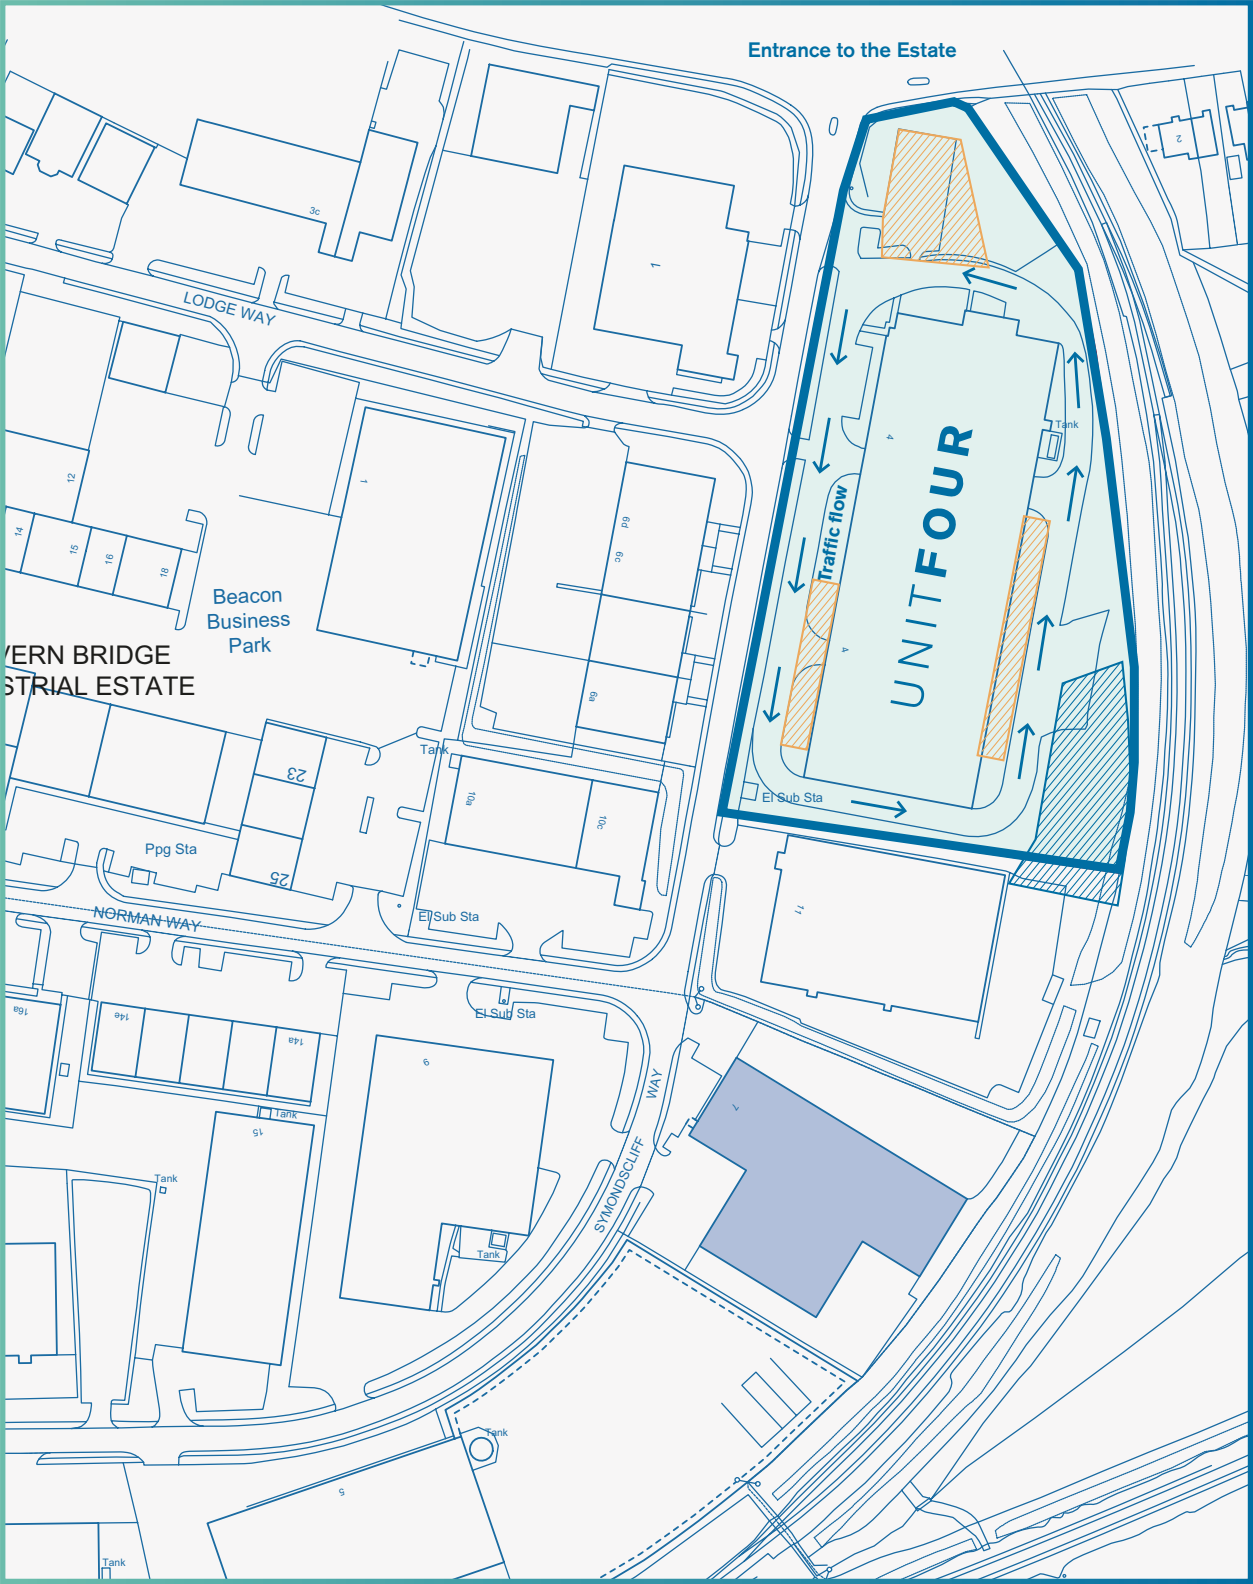 Entrance to the Estate
2
3c
1
LODGE WAY
12
14
15
16
18
1
6d
6c
6a
4
4
Tank
Traffic flow
UNITFOUR
Beacon
Business
Park
VERN BRIDGE
STRIAL ESTATE
23
25
Tank
10a
10c
El Sub Sta
Ppg Sta
NORMAN WAY
El Sub Sta
11
El Sub Sta
16a
14e
14a
9
WAY
SYMONDSCLIFF
7
Tank
15
Tank
Tank
Tank
5
Tank